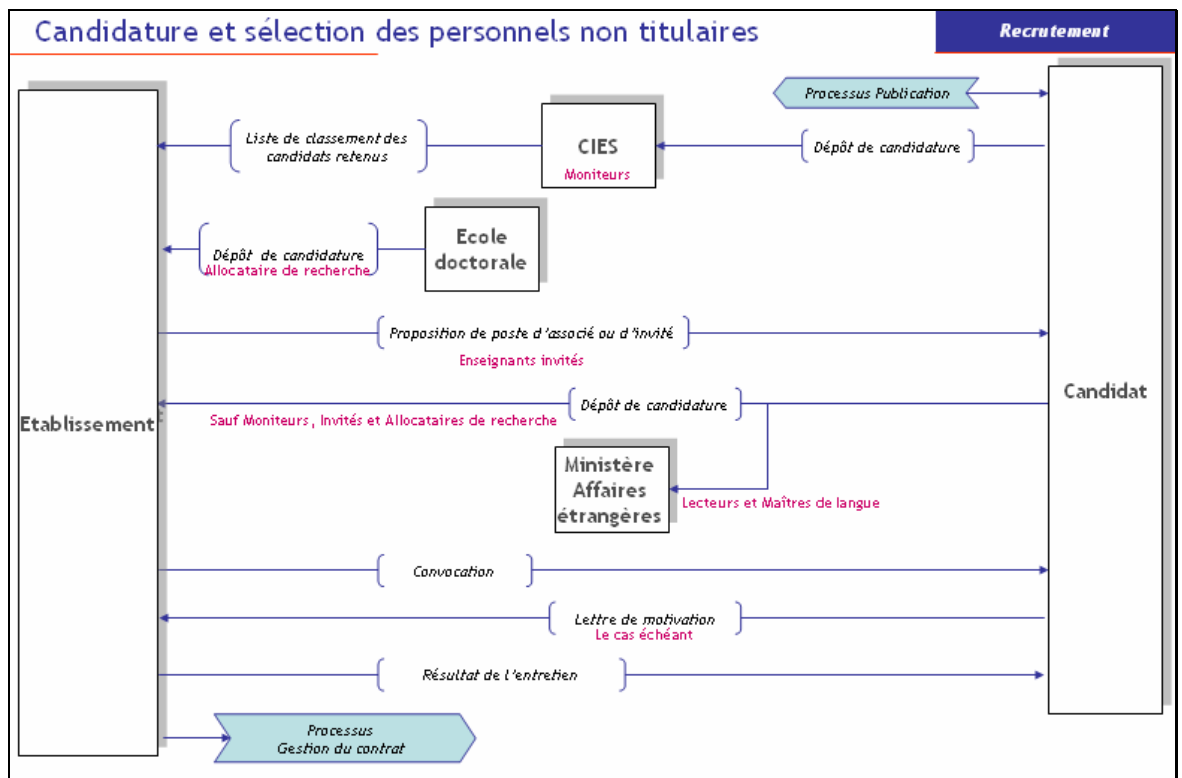 Candidature et sélection des personnels non titulaires
Recrutement
Processus Publication
Liste de classement des
candidats retenus
CIES
Moniteurs
Dépôt de candidature
Dépôt de candidature
Allocataire de recherche
Ecole
doctorale
Proposition de poste d'associé ou d'invité
Enseignants invités
Candidat
Dépôt de candidature
Sauf Moniteurs, Invités et Allocataires de recherche
Etablissement
Ministère
Affaires
étrangères
Lecteurs et Maîtres de langue
Convocation
Lettre de motivation
Le cas échéant
Résultat de l'entretien
Processus
Gestion du contrat